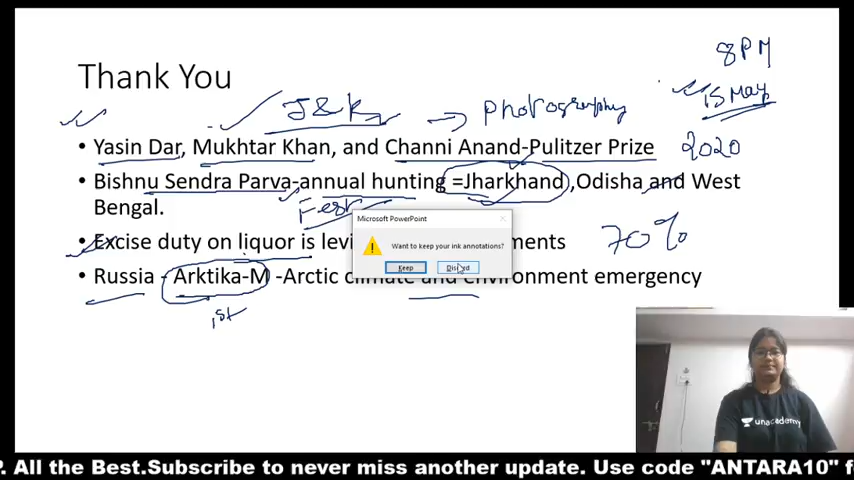 8PM
Thank You
J&K → Photography
15 May
• Yasin Dar, Mukhtar Khan, and Channi Anand-Pulitzer Prize 2020
• Bishnu Sendra Parva-annual hunting =Jharkhand ,Odisha and West
Bengal.
Fest
Microsoft PowerPoint
Want to keep your ink annotations?
Keep Discard
• Excise duty on liquor is levi ments 70%
• Russia - Arktika-M -Arctic climate and environment emergency
1st
unacademy
P. All the Best.Subscribe to never miss another update. Use code "ANTARA10" f